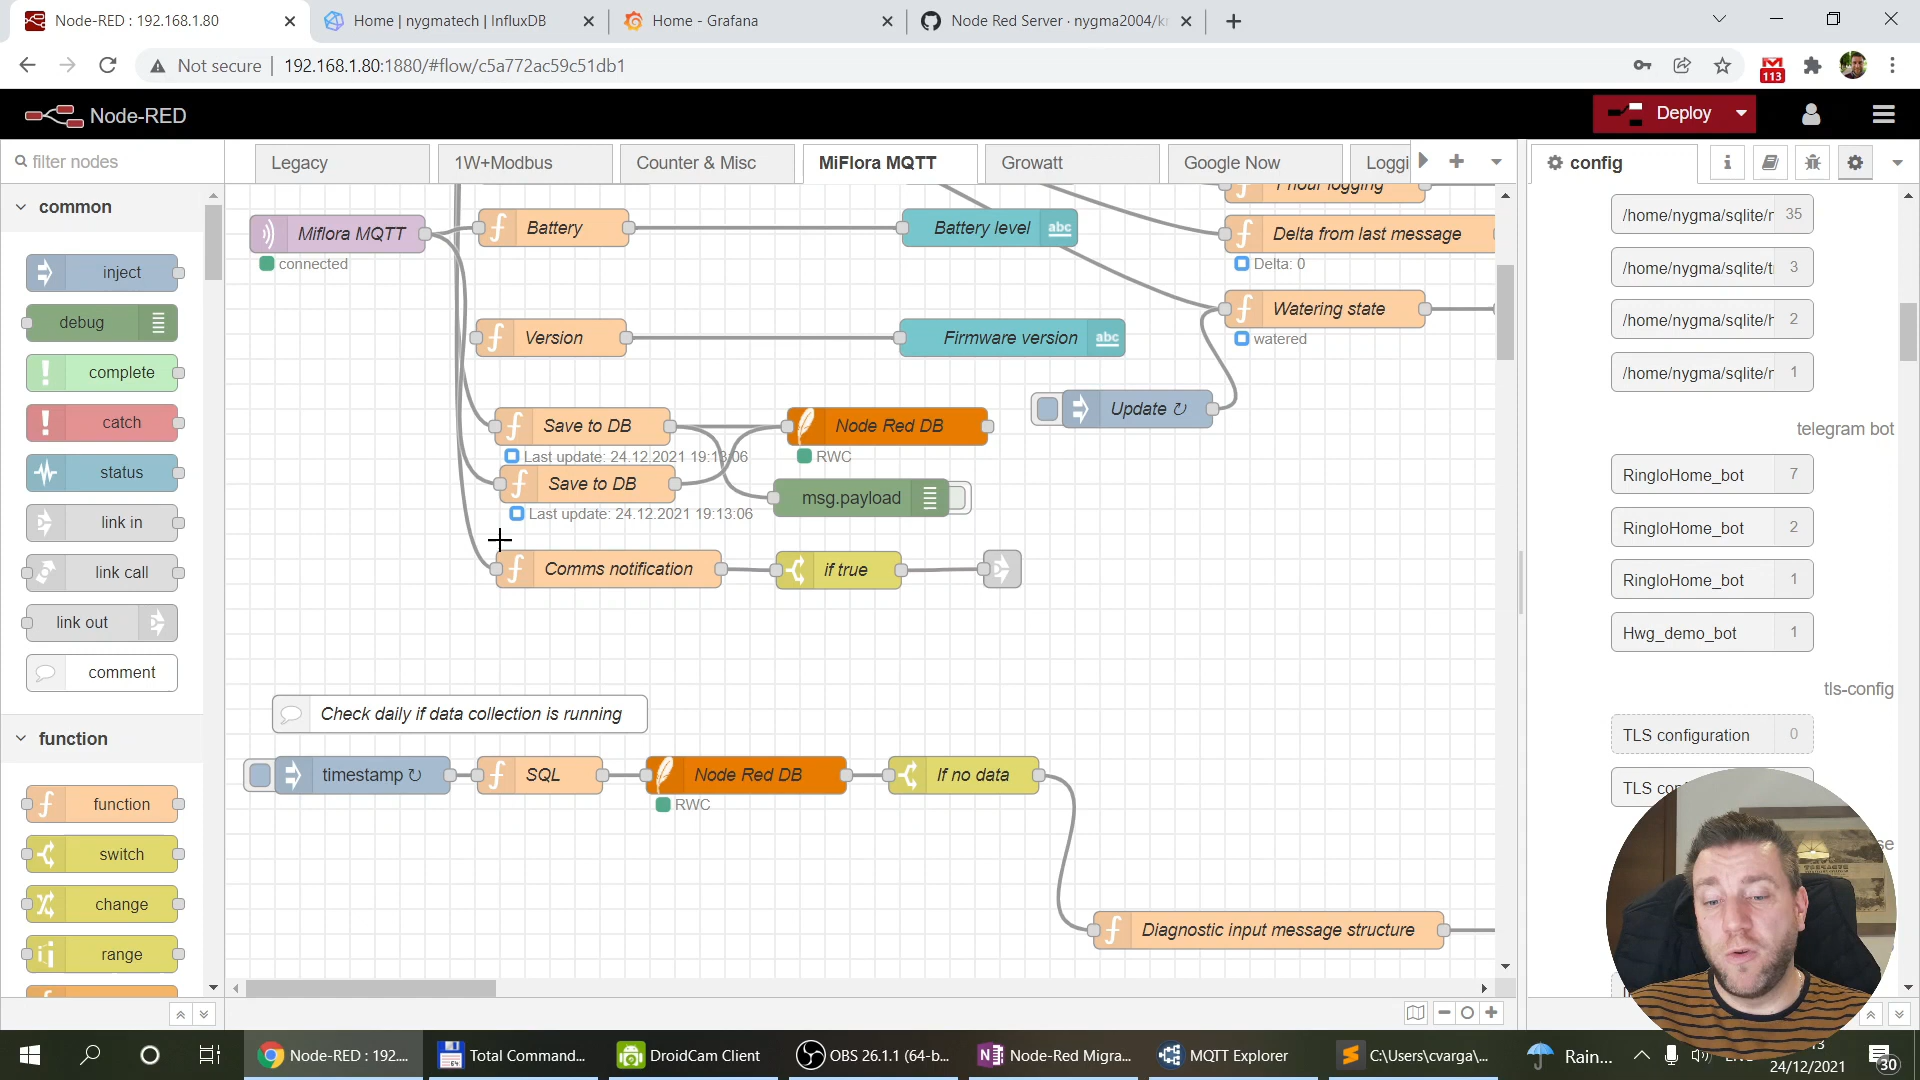 Node-RED : 192.168.1.80
Home | nygmatech | InfluxDB
Home - Grafana
Node Red Server · nygma2004/kr
Not secure
192.168.1.80:1880/#flow/c5a772ac59c51db1
113
Node-RED
Deploy
filter nodes
Legacy
1W+Modbus
Counter & Misc
MiFlora MQTT
Growatt
Google Now
Loggi
config
common
inject
debug
complete
catch
status
link in
link call
link out
comment
function
function
switch
change
range
Miflora MQTT
connected
Battery
Battery level
abc
1 hour logging
Delta from last message
Delta: 0
Version
Firmware version
abc
Watering state
watered
Update ↻
Save to DB
Last update: 24.12.2021 19:13:06
Node Red DB
RWC
Save to DB
Last update: 24.12.2021 19:13:06
msg.payload
Comms notification
if true
Check daily if data collection is running
timestamp ↻
SQL
Node Red DB
RWC
If no data
Diagnostic input message structure
/home/nygma/sqlite/r 35
/home/nygma/sqlite/t 3
/home/nygma/sqlite/h 2
/home/nygma/sqlite/r 1
telegram bot
RingloHome_bot 7
RingloHome_bot 2
RingloHome_bot 1
Hwg_demo_bot 1
tls-config
TLS configuration 0
TLS
Node-RED : 192....
Total Command...
DroidCam Client
OBS 26.1.1 (64-b...
Node-Red Migra...
MQTT Explorer
C:\Users\cvarga\...
Rain...
24/12/2021
30